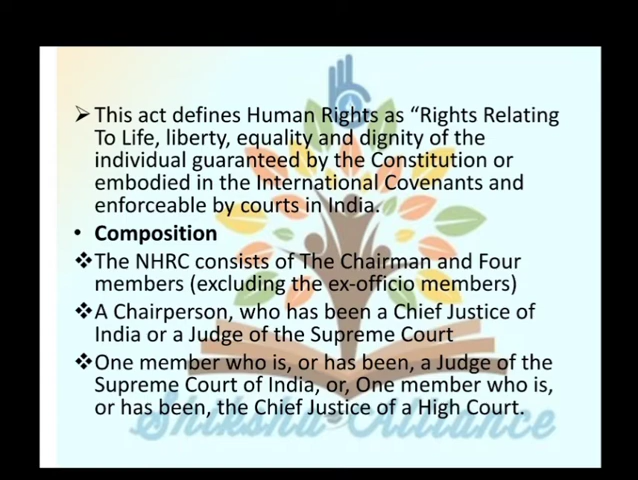 ➢ This act defines Human Rights as “Rights Relating
To Life, liberty, equality and dignity of the
individual guaranteed by the Constitution or
embodied in the International Covenants and
enforceable by courts in India.
• Composition
❖ The NHRC consists of The Chairman and Four
members (excluding the ex-officio members)
❖ A Chairperson, who has been a Chief Justice of
India or a Judge of the Supreme Court
❖ One member who is, or has been, a Judge of the
Supreme Court of India, or, One member who is,
or has been, the Chief Justice of a High Court.
Shiksha Alliance